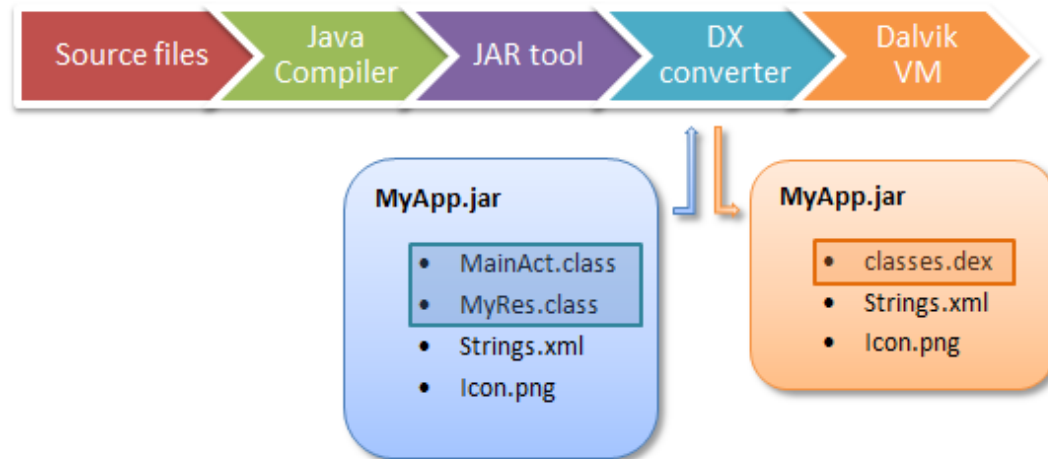 Source files
Java
Compiler
JAR tool
DX
converter
Dalvik
VM
MyApp.jar
• MainAct.class
• MyRes.class
• Strings.xml
• Icon.png
MyApp.jar
• classes.dex
• Strings.xml
• Icon.png